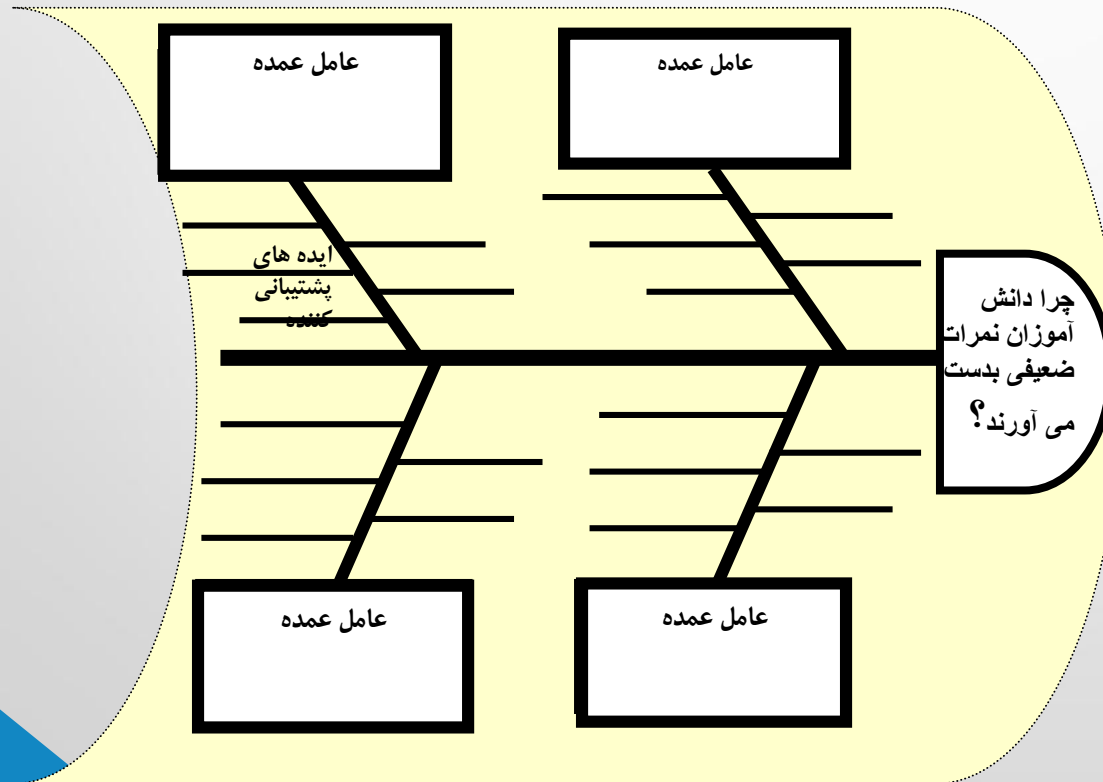 عامل عمده
عامل عمده
ایده های
پشتیبانی
کننده
چرا دانش
آموزان نمرات
ضعیفی بدست
می آورند؟
عامل عمده
عامل عمده